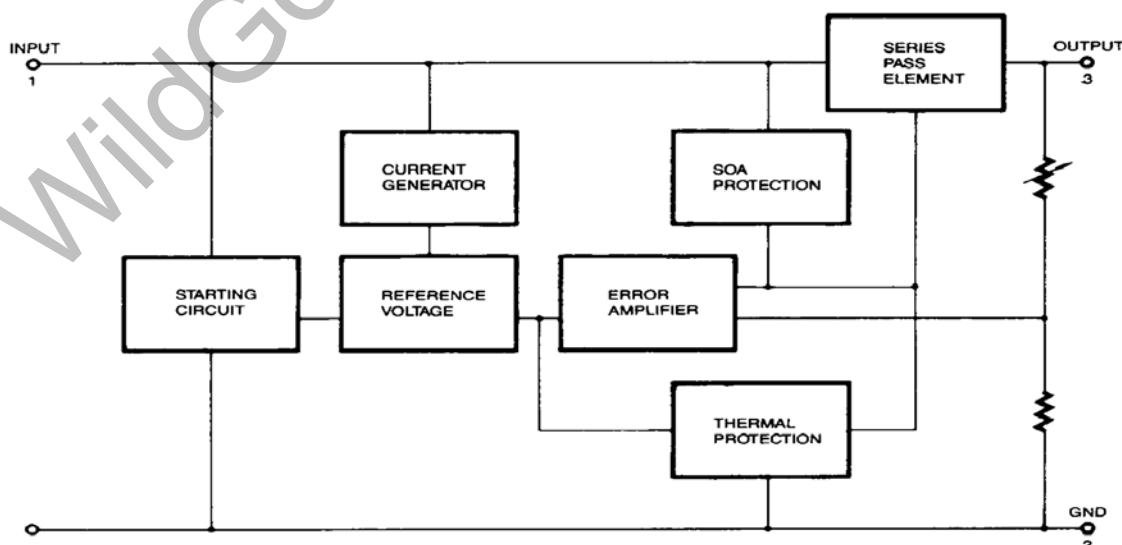 WildG
INPUT
1
SERIES
PASS
ELEMENT
OUTPUT
3
CURRENT
GENERATOR
SOA
PROTECTION
STARTING
CIRCUIT
REFERENCE
VOLTAGE
ERROR
AMPLIFIER
THERMAL
PROTECTION
GND